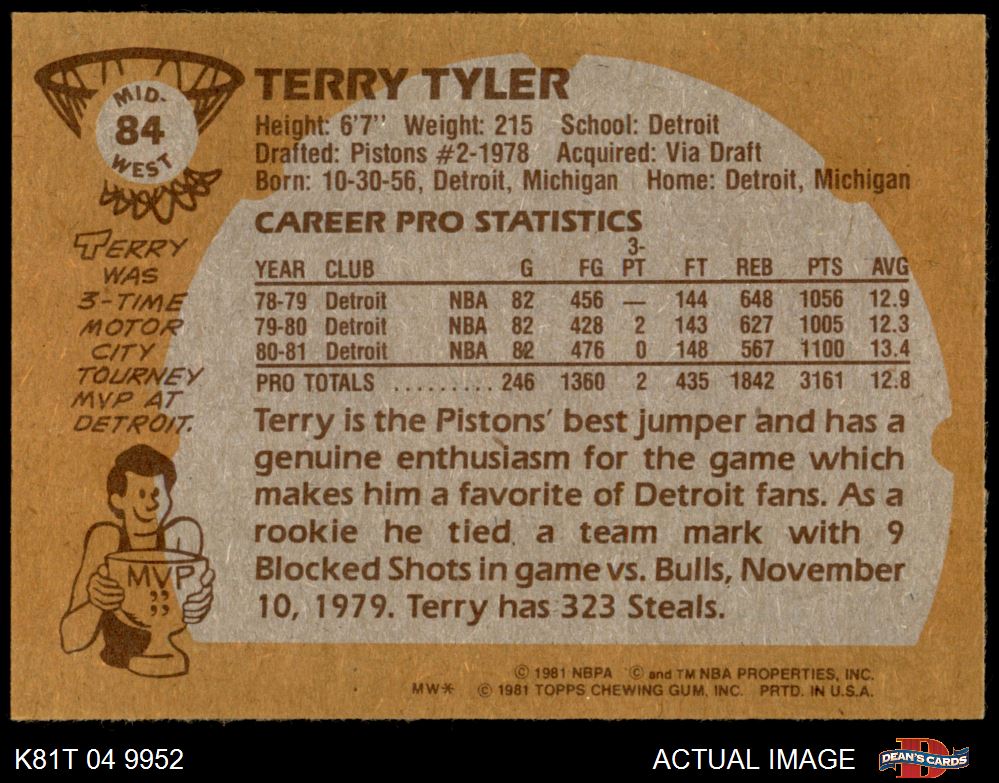 MID-
84
WEST
TERRY TYLER
Height: 6'7" Weight: 215 School: Detroit
Drafted: Pistons #2-1978 Acquired: Via Draft
Born: 10-30-56, Detroit, Michigan Home: Detroit, Michigan
TERRY
WAS
3-TIME
MOTOR
CITY
TOURNEY
MVP AT
DETROIT.
MVP
CAREER PRO STATISTICS
YEAR CLUB G FG 3-PT FT REB PTS AVG
78-79 Detroit NBA 82 456 — 144 648 1056 12.9
79-80 Detroit NBA 82 428 2 143 627 1005 12.3
80-81 Detroit NBA 82 476 0 148 567 1100 13.4
PRO TOTALS .......... 246 1360 2 435 1842 3161 12.8
Terry is the Pistons' best jumper and has a
genuine enthusiasm for the game which
makes him a favorite of Detroit fans. As a
rookie he tied a team mark with 9
Blocked Shots in game vs. Bulls, November
10, 1979. Terry has 323 Steals.
© 1981 NBPA © and TM NBA PROPERTIES, INC.
MW* © 1981 TOPPS CHEWING GUM, INC. PRTD. IN U.S.A.
K81T 04 9952
ACTUAL IMAGE
D
DEAN'S CARDS